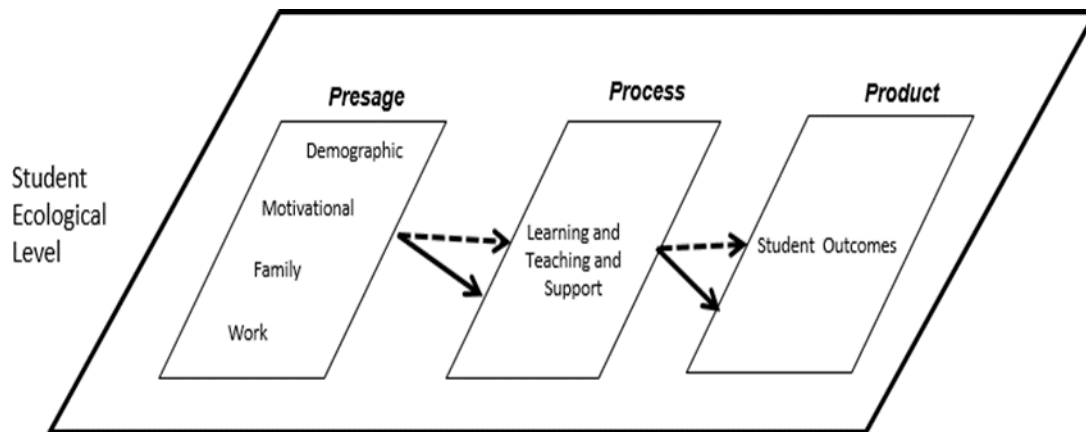 Student
Ecological
Level
Presage
Demographic
Motivational
Family
Work
Process
Learning and
Teaching and
Support
Product
Student Outcomes